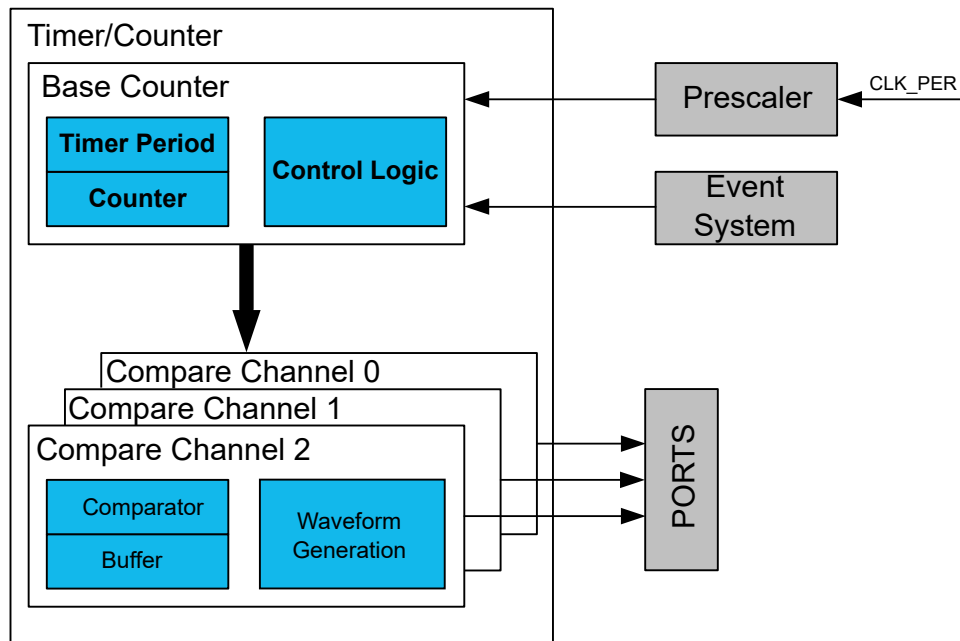 Timer/Counter
Base Counter
Timer Period
Counter
Control Logic
Prescaler
CLK_PER
Event
System
Compare Channel 0
Compare Channel 1
Compare Channel 2
Comparator
Buffer
Waveform
Generation
PORTS